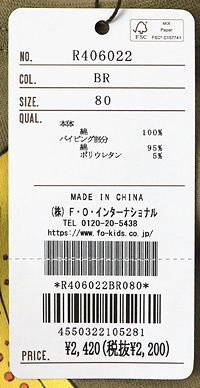 FSC
MIX
Paper
FSC® C157741
NO. R406022
COL. BR
SIZE. 80
QUAL.
本体
綿 100%
パイピング部分
綿 95%
ポリウレタン 5%
MADE IN CHINA
(株)F・O・インターナショナル
TEL 0120-20-5438
https://www.fo-kids.co.jp/
*R406022BR080*
4550322105281
PRICE. ¥2,420(税抜¥2,200)